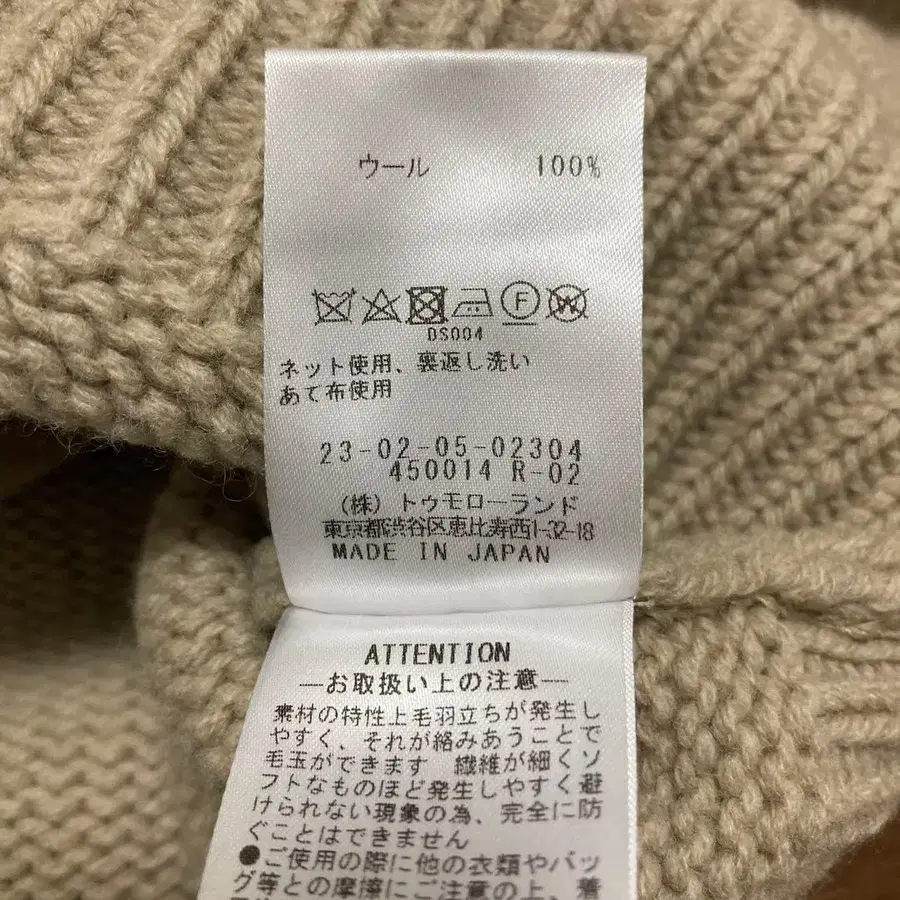 ウール 100%
F W
DS004
ネット使用、裏返し洗い
あて布使用
23-02-05-02304
450014 R-02
(株) トゥモローランド
東京都渋谷区恵比寿西1-32-18
MADE IN JAPAN
ATTENTION
―お取扱い上の注意―
素材の特性上毛羽立ちが発生し
やすく、それが絡みあうことで
毛玉ができます 繊維が細くソ
フトなものほど発生しやすく避
けられない現象の為、完全に防
ぐことはできません
●ご使用の際に他の衣類やバッ
グ等との摩擦にご注意の上、着